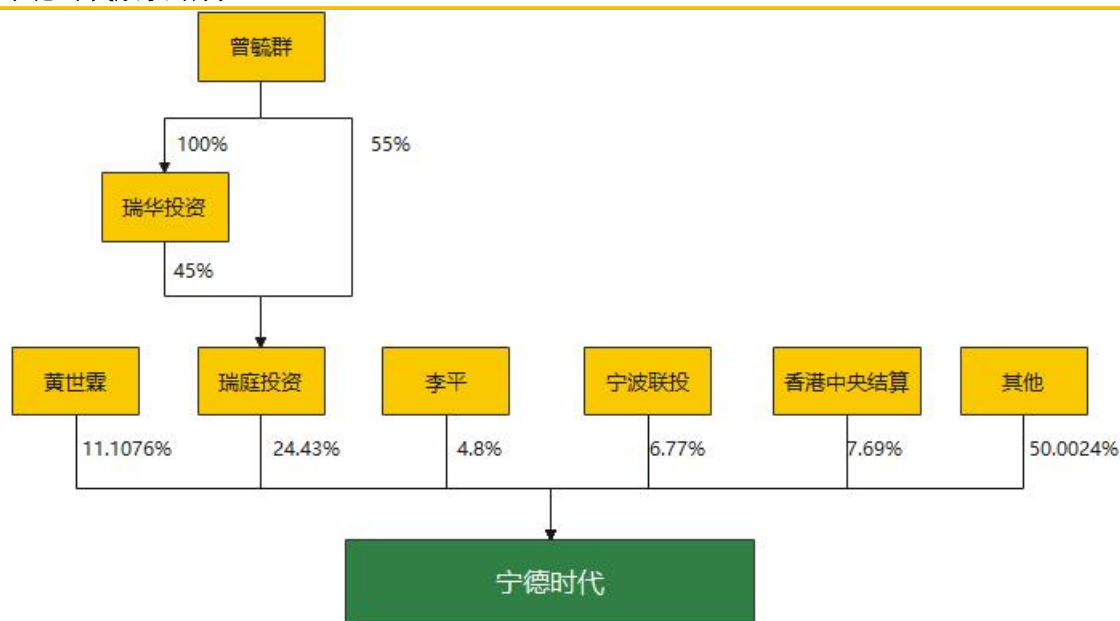 曾毓群
100%
55%
瑞华投资
45%
黄世霖
瑞庭投资
李平
宁波联投
香港中央结算
其他
11.1076%
24.43%
4.8%
6.77%
7.69%
50.0024%
宁德时代